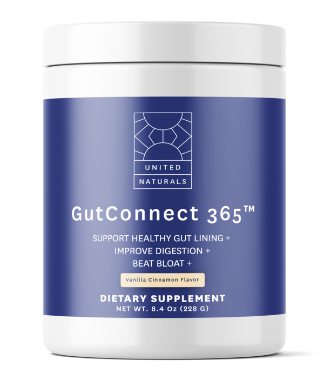 UNITED
NATURALS
GutConnect 365™
SUPPORT HEALTHY GUT LINING +
IMPROVE DIGESTION +
BEAT BLOAT +
Vanilla Cinnamon Flavor
DIETARY SUPPLEMENT
NET WT. 8.4 Oz (228 G)